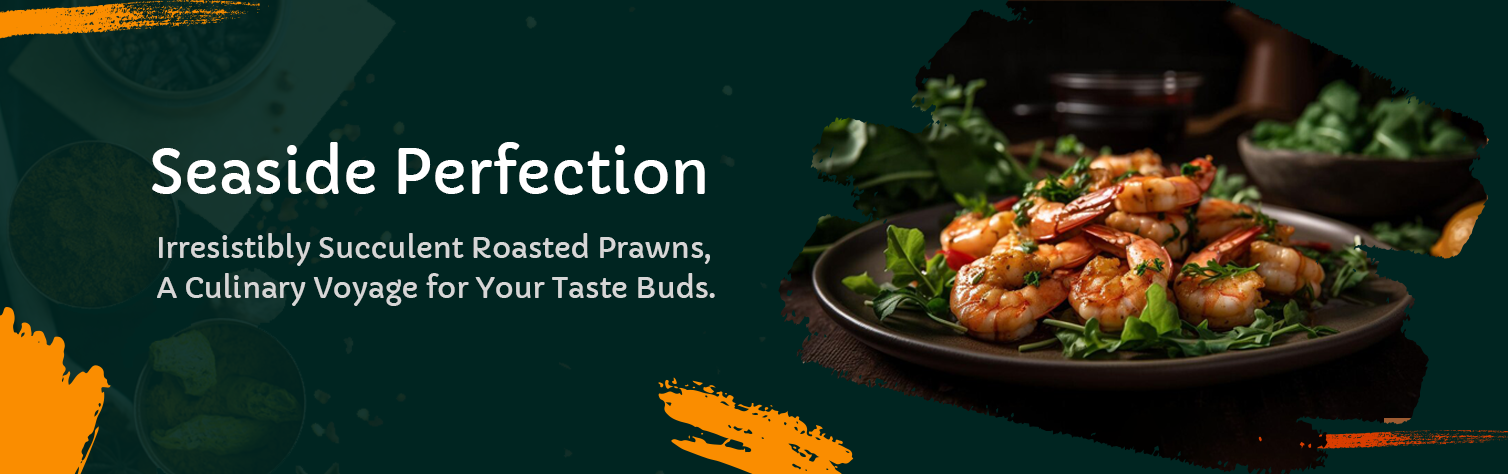 Seaside Perfection
Irresistibly Succulent Roasted Prawns,
A Culinary Voyage for Your Taste Buds.